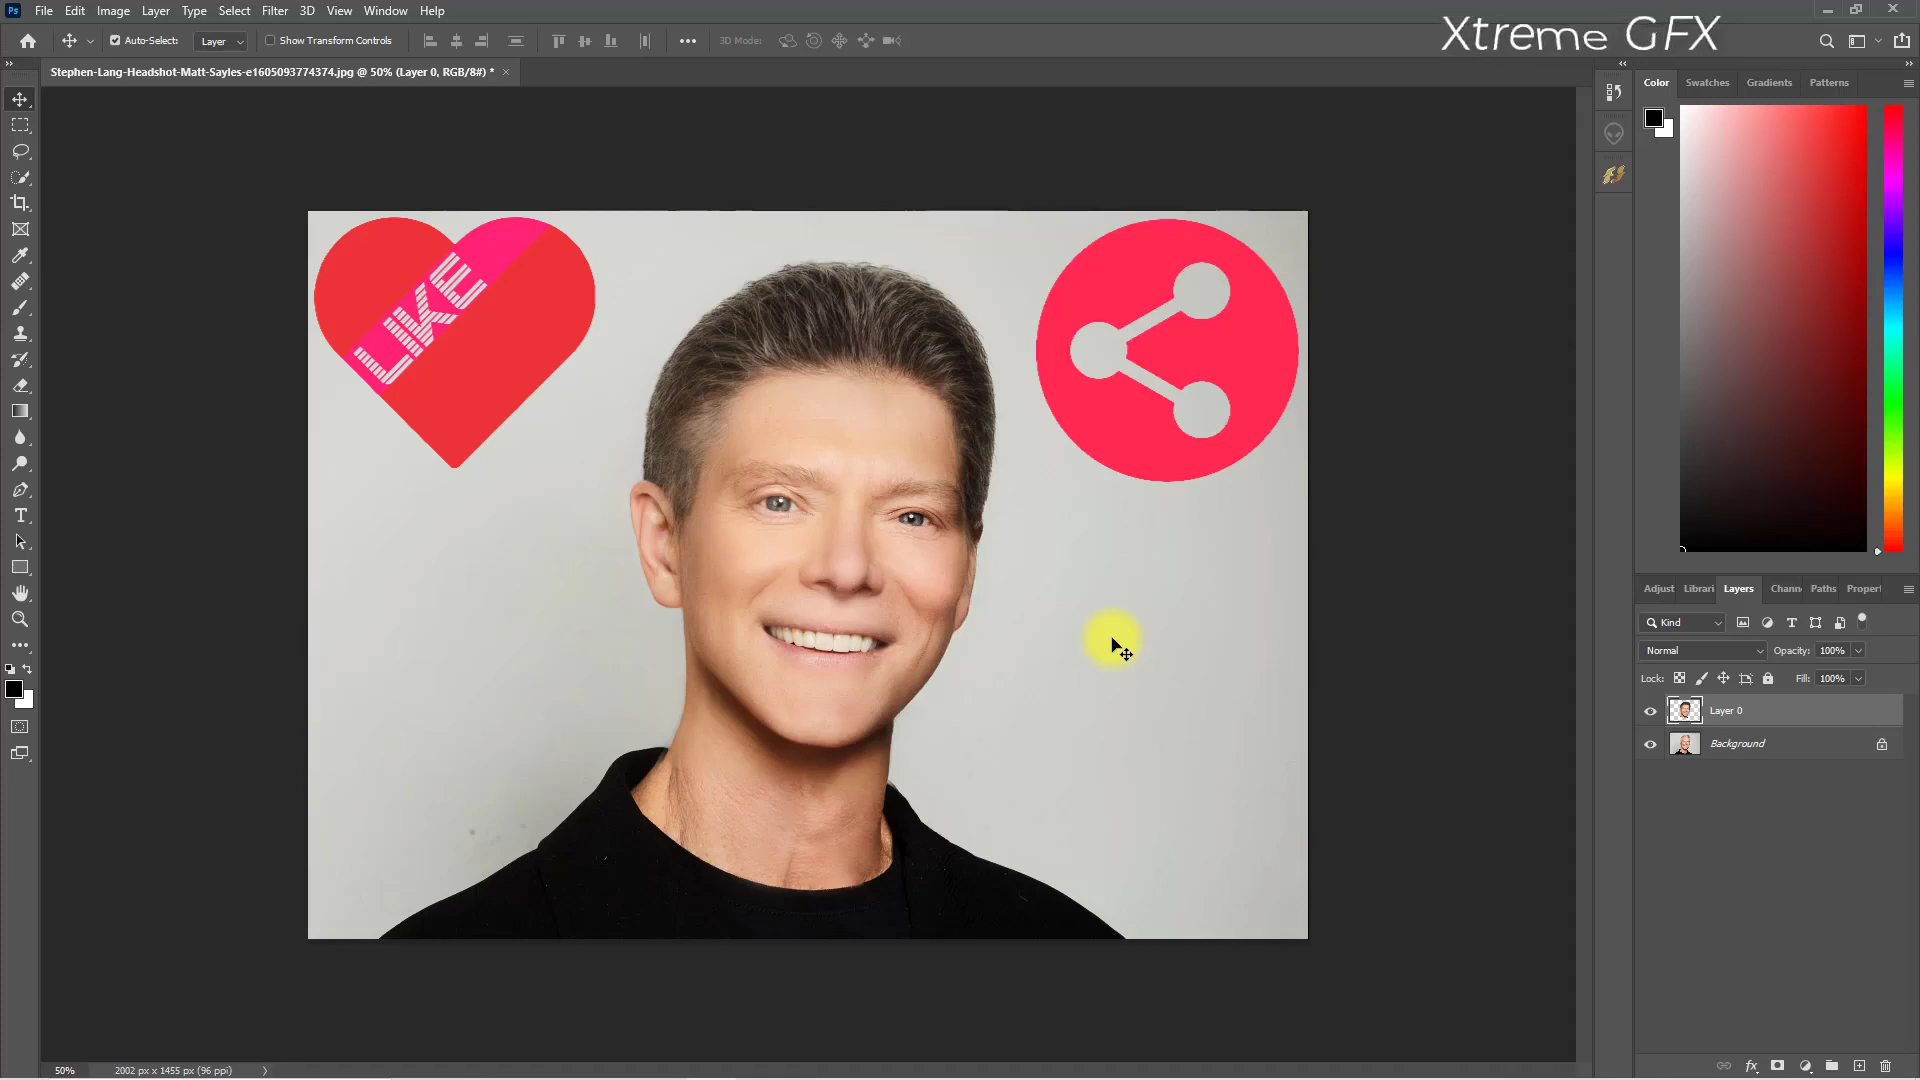 File Edit Image Layer Type Select Filter 3D View Window Help
Xtreme GFX
Auto-Select: Layer Show Transform Controls 3D Mode:
Stephen-Lang-Headshot-Matt-Sayles-e1605093774374.jpg @ 50% (Layer 0, RGB/8#) *
Color Swatches Gradients Patterns
LIKE
Adjust Librari Layers Chann Paths Propert
Kind
Normal Opacity: 100%
Lock: Fill: 100%
Layer 0
Background
50% 2002 px x 1455 px (96 ppi)